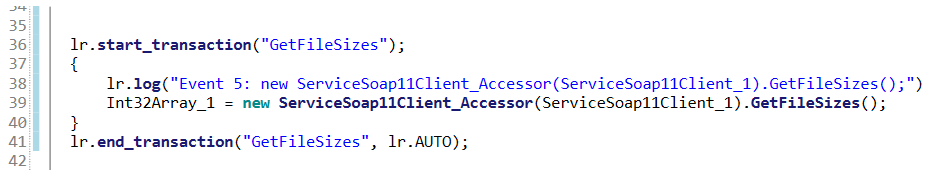 34
35
36 lr.start_transaction("GetFileSizes");
37 {
38 lr.log("Event 5: new ServiceSoap11Client_Accessor(ServiceSoap11Client_1).GetFileSizes();")
39 Int32Array_1 = new ServiceSoap11Client_Accessor(ServiceSoap11Client_1).GetFileSizes();
40 }
41 lr.end_transaction("GetFileSizes", lr.AUTO);
42